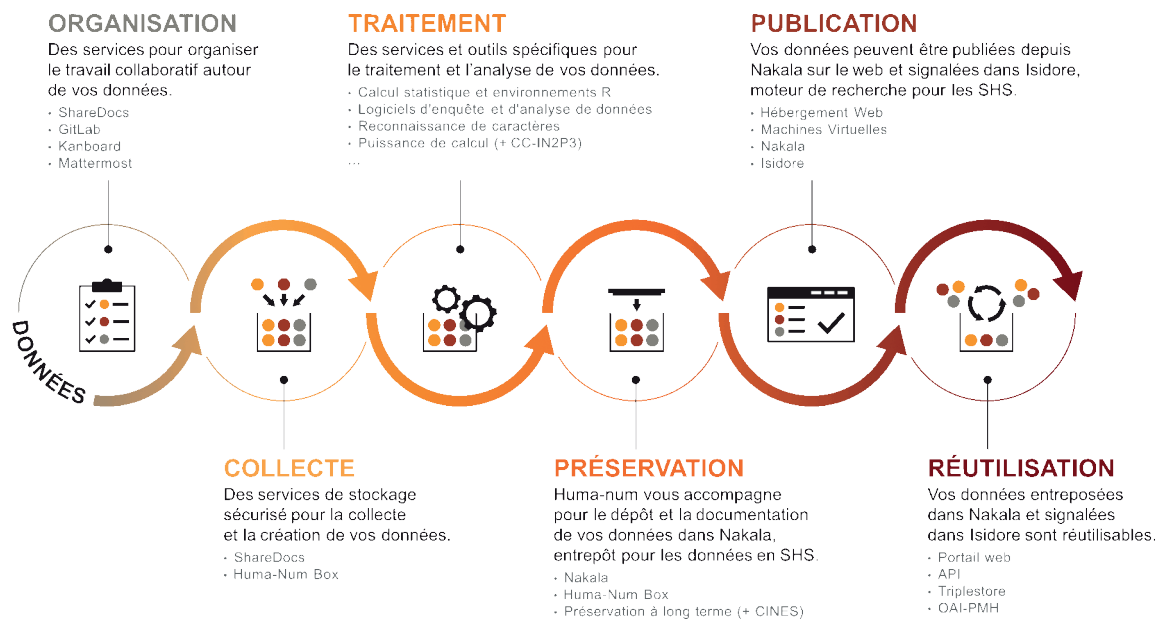 ORGANISATION
Des services pour organiser
le travail collaboratif autour
de vos données.
• ShareDocs
• GitLab
• Kanboard
• Mattermost
TRAITEMENT
Des services et outils spécifiques pour
le traitement et l'analyse de vos données.
• Calcul statistique et environnements R
• Logiciels d'enquête et d'analyse de données
• Reconnaissance de caractères
• Puissance de calcul (+ CC-IN2P3)
...
PUBLICATION
Vos données peuvent être publiées depuis
Nakala sur le web et signalées dans Isidore,
moteur de recherche pour les SHS.
• Hébergement Web
• Machines Virtuelles
• Nakala
• Isidore
DONNÉES
COLLECTE
Des services de stockage
sécurisé pour la collecte
et la création de vos données.
• ShareDocs
• Huma-Num Box
PRÉSERVATION
Huma-num vous accompagne
pour le dépôt et la documentation
de vos données dans Nakala,
entrepôt pour les données en SHS.
• Nakala
• Huma-Num Box
• Préservation à long terme (+ CINES)
RÉUTILISATION
Vos données entreposées
dans Nakala et signalées
dans Isidore sont réutilisables.
• Portail web
• API
• Triplestore
• OAI-PMH